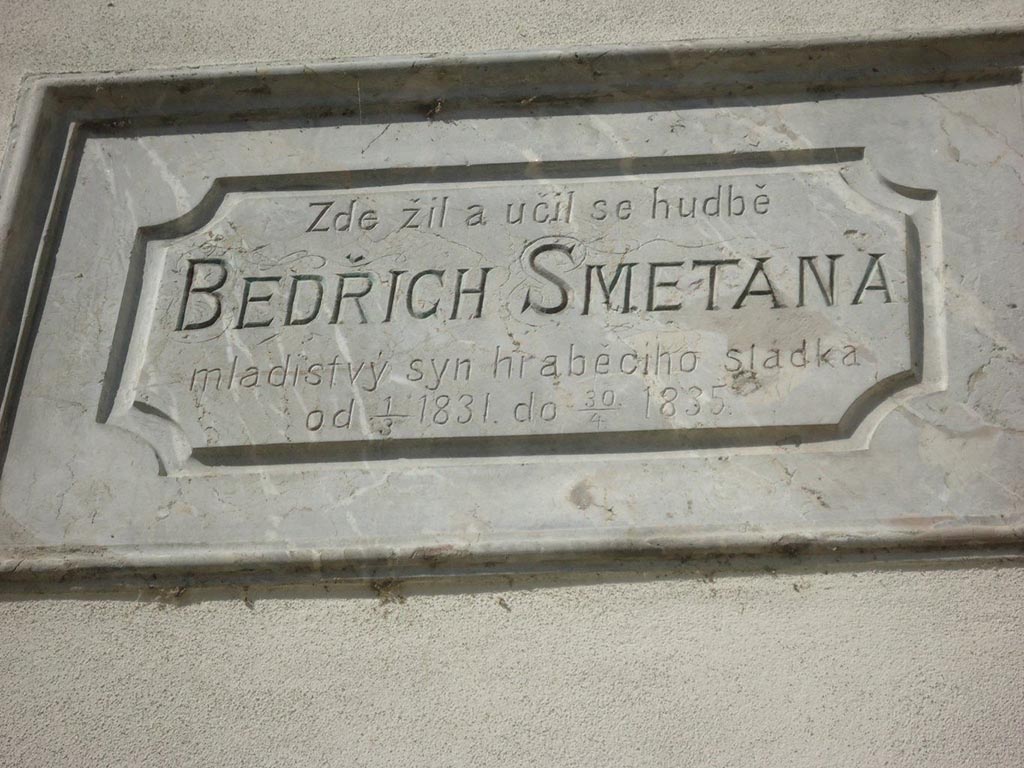 Zde žil a učil se hudbě
BEDŘICH SMETANA
mladistvý syn hraběcího sládka
od 1/3 1831. do 30/4 1835.